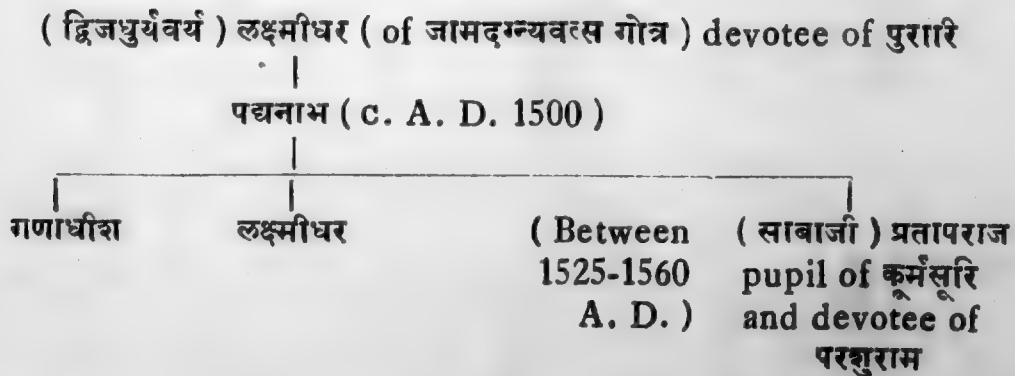 ( द्विजधुर्यवर्य ) लक्ष्मीधर ( of जामदग्न्यवत्स गोत्र ) devotee of पुरारि
पद्मनाभ ( C. A. D. 1500 )
गणाधीश लक्ष्मीधर ( Between ( साबाजी ) प्रतापराज
1525-1560 pupil of कूर्मसूरि
A. D. ) and devotee of
परशुराम